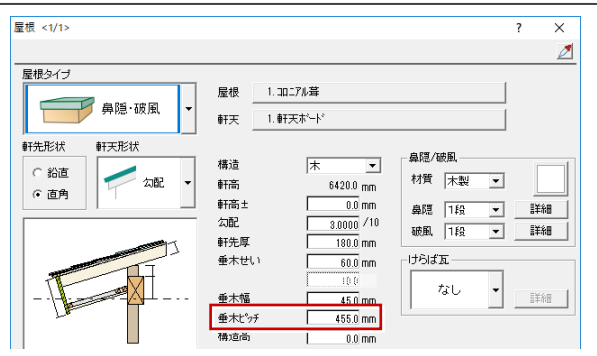 屋根 <1/1>
? ×
屋根タイプ
鼻隠・破風
屋根 1.コロニアル葺
軒天 1.軒天ボード
軒先形状 軒天形状
鉛直
直角
勾配
構造 木
軒高 6420.0 mm
軒高± 0.0 mm
勾配 3.0000 /10
軒先厚 180.0 mm
垂木せい 60.0 mm
垂木幅 45.0 mm
垂木ピッチ 455.0 mm
構造高 0.0 mm
鼻隠/破風
材質 木製
鼻隠 1段 詳細
破風 1段 詳細
けらば瓦
なし 詳細